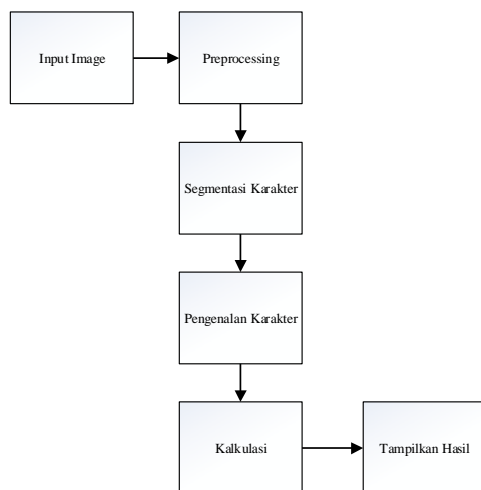 Input Image
Preprocessing
Segmentasi Karakter
Pengenalan Karakter
Kalkulasi
Tampilkan Hasil